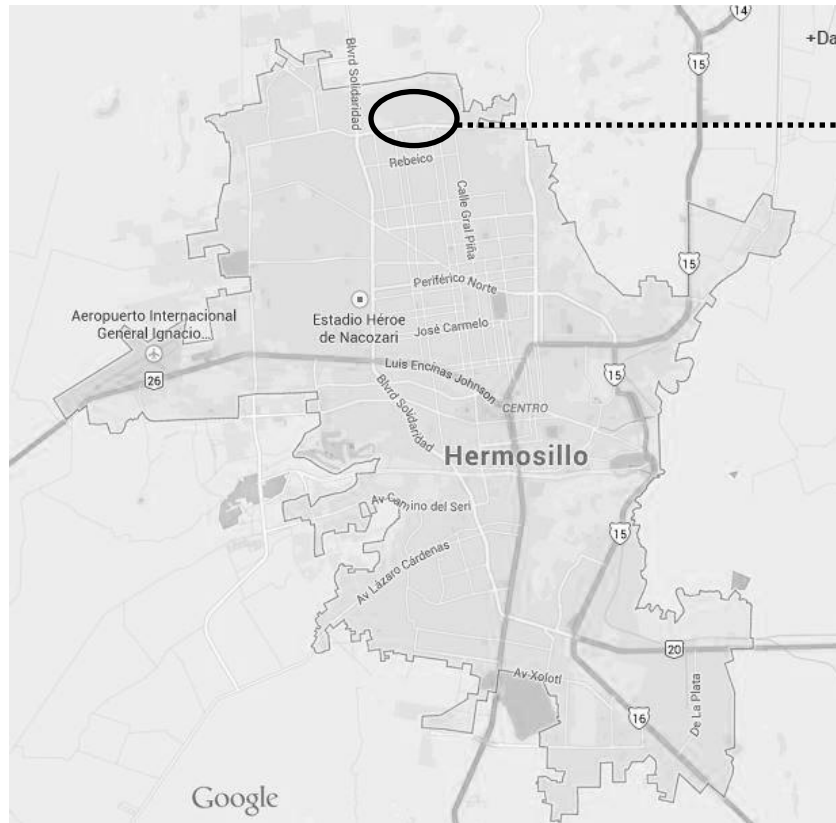 14
+Da
15
Blvrd Solidaridad
Rebeico
Calle Gral Piña
15
Periférico Norte
Aeropuerto Internacional
General Ignacio...
Estadio Héroe
de Nacozari
José Carmelo
26
Luis Encinas Johnson
15
CENTRO
Blvrd Solidaridad
Hermosillo
Av Camino del Seri
15
Av Lázaro Cárdenas
20
Av Xolotl
De La Plata
16
Google